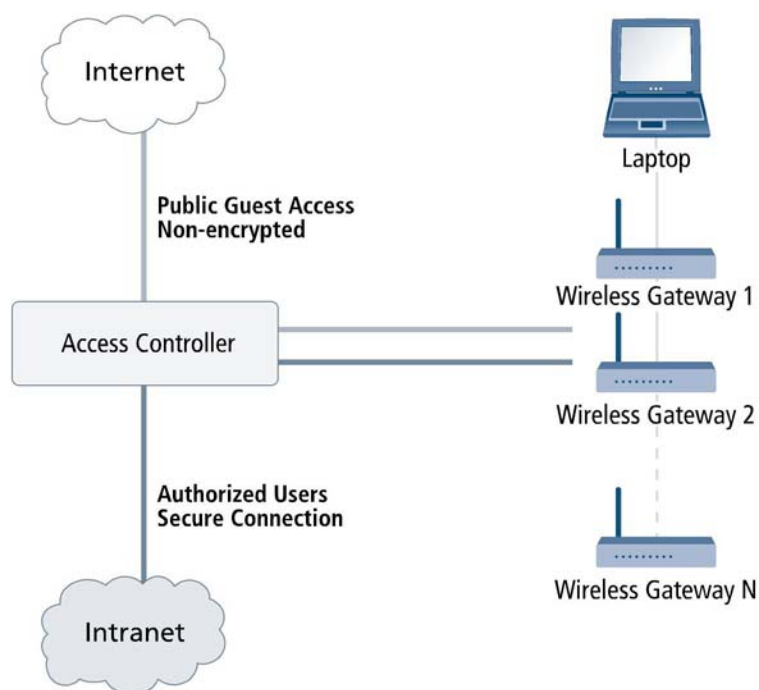 Internet
Laptop
Public Guest Access
Non-encrypted
Wireless Gateway 1
Access Controller
Wireless Gateway 2
Authorized Users
Secure Connection
Wireless Gateway N
Intranet